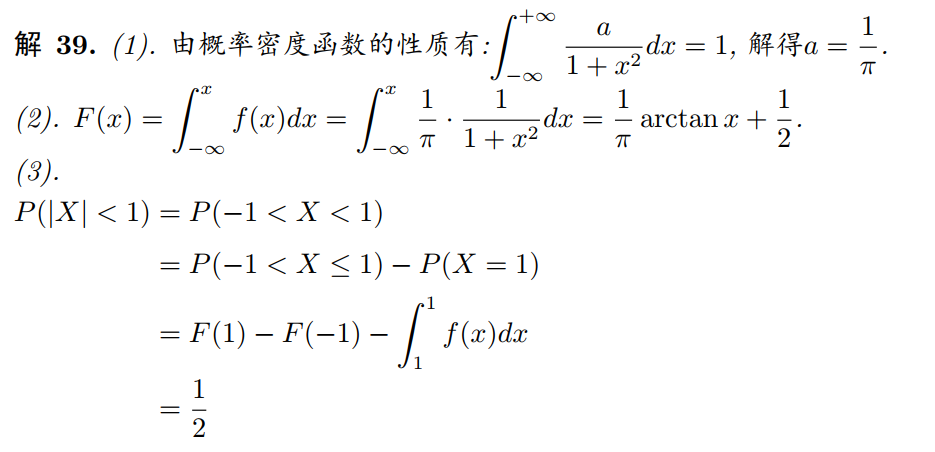 解 39. (1). 由概率密度函数的性质有: $\int_{-\infty}^{+\infty} \frac{a}{1+x^2}dx = 1$, 解得$a = \frac{1}{\pi}$.
(2). $F(x) = \int_{-\infty}^{x} f(x)dx = \int_{-\infty}^{x} \frac{1}{\pi} \cdot \frac{1}{1+x^2}dx = \frac{1}{\pi}\arctan x + \frac{1}{2}$.
(3).
$P(|X| < 1) = P(-1 < X < 1)$
$= P(-1 < X \leq 1) - P(X = 1)$
$= F(1) - F(-1) - \int_{1}^{1} f(x)dx$
$= \frac{1}{2}$